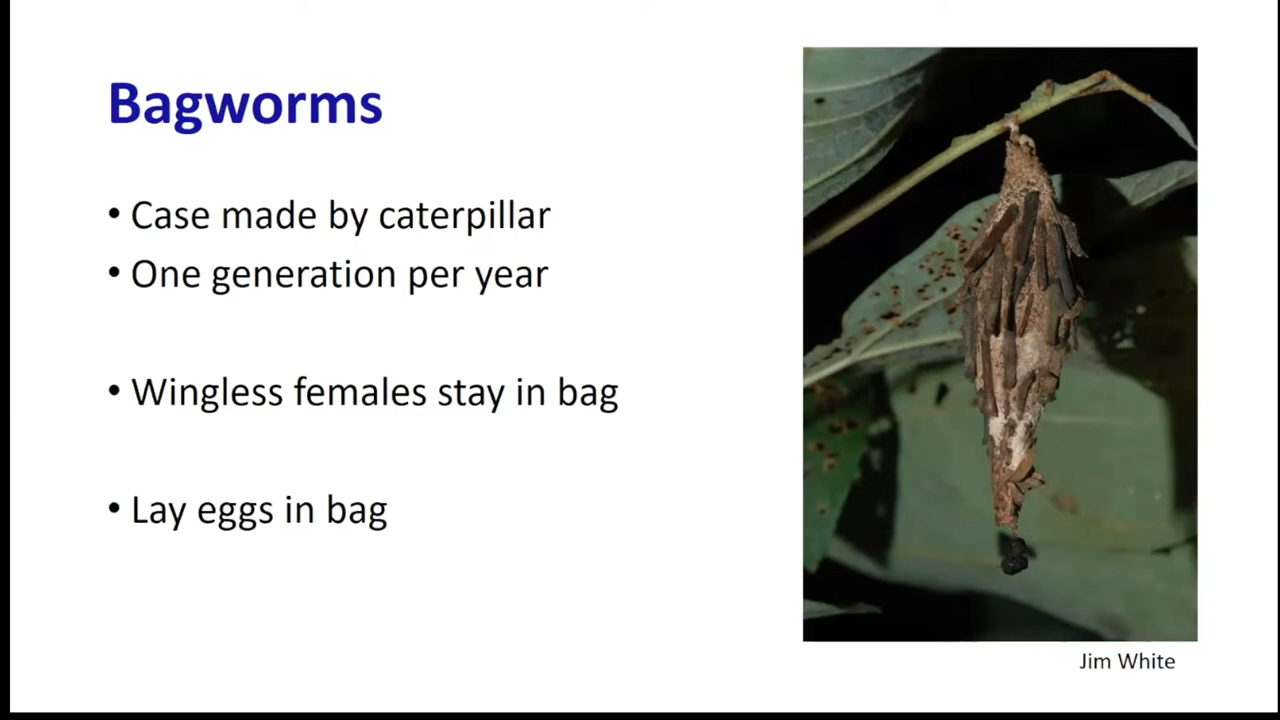 Bagworms
• Case made by caterpillar
• One generation per year
• Wingless females stay in bag
• Lay eggs in bag
Jim White